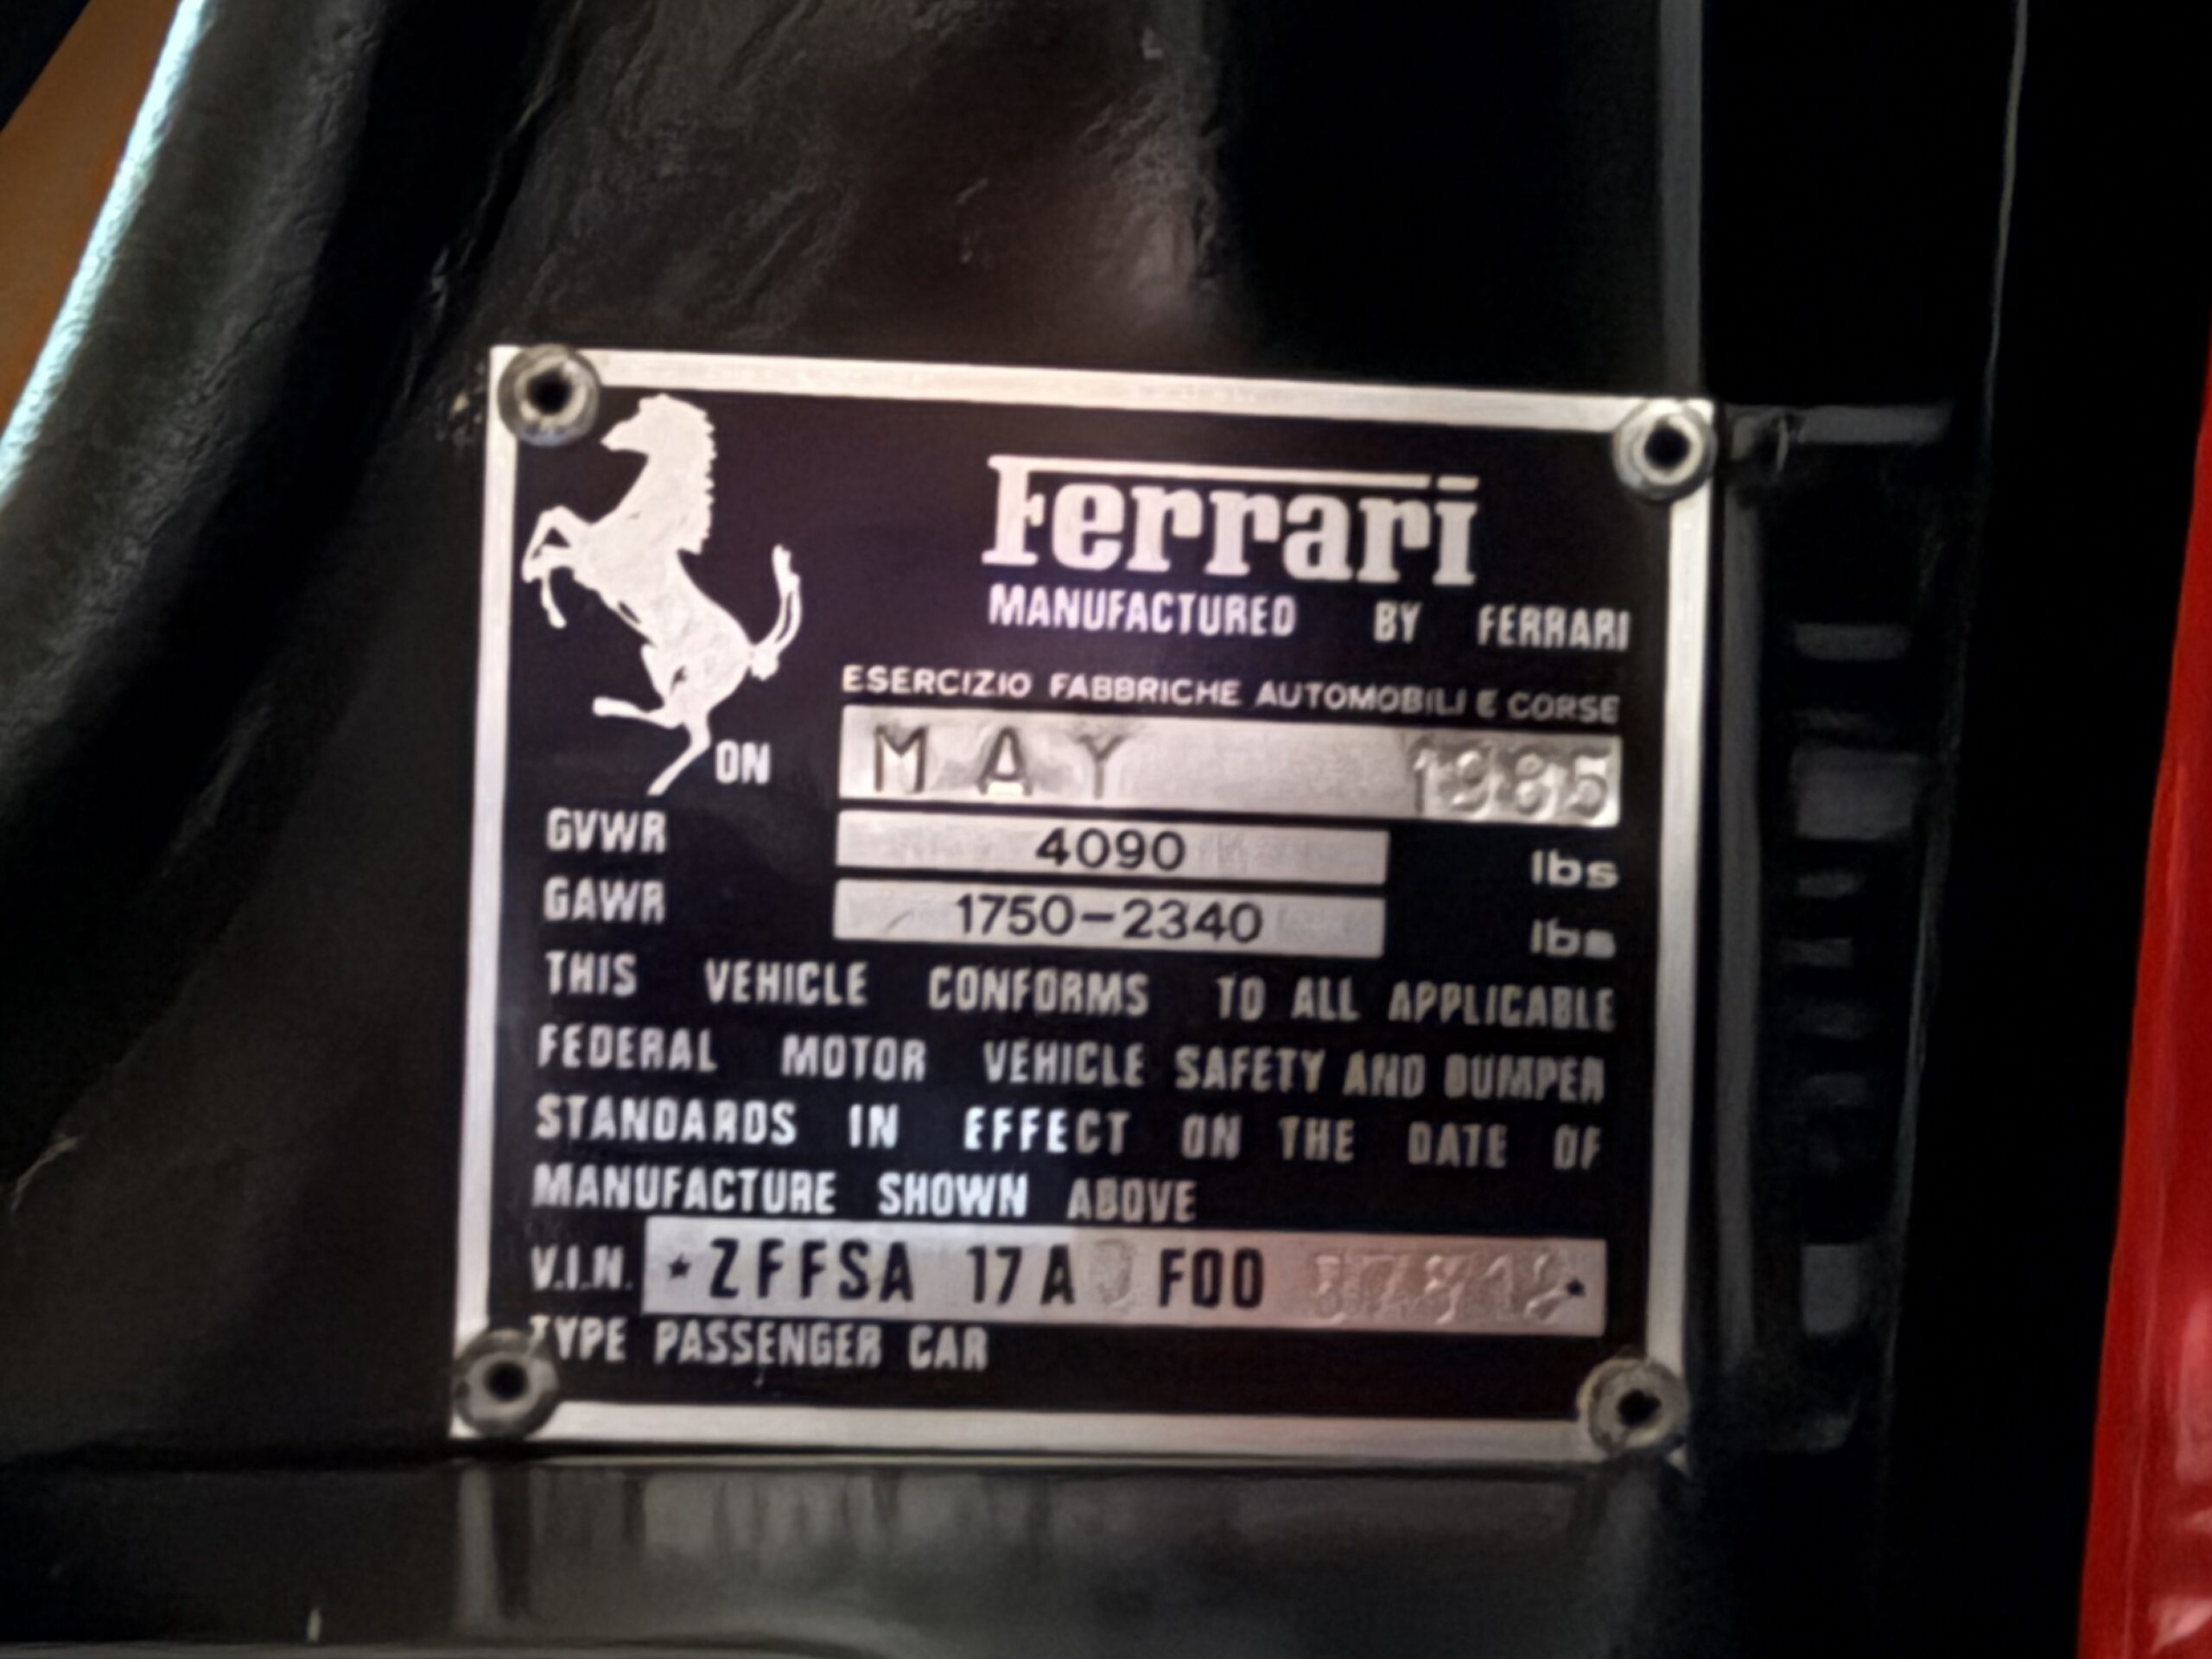 Ferrari
MANUFACTURED BY FERRARI
ESERCIZIO FABBRICHE AUTOMOBILI E CORSE
ON MAY 1985
GVWR 4090 lbs
GAWR 1750-2340 lbs
THIS VEHICLE CONFORMS TO ALL APPLICABLE
FEDERAL MOTOR VEHICLE SAFETY AND BUMPER
STANDARDS IN EFFECT ON THE DATE OF
MANUFACTURE SHOWN ABOVE
V.I.N. ZFFSA 17A F00
TYPE PASSENGER CAR